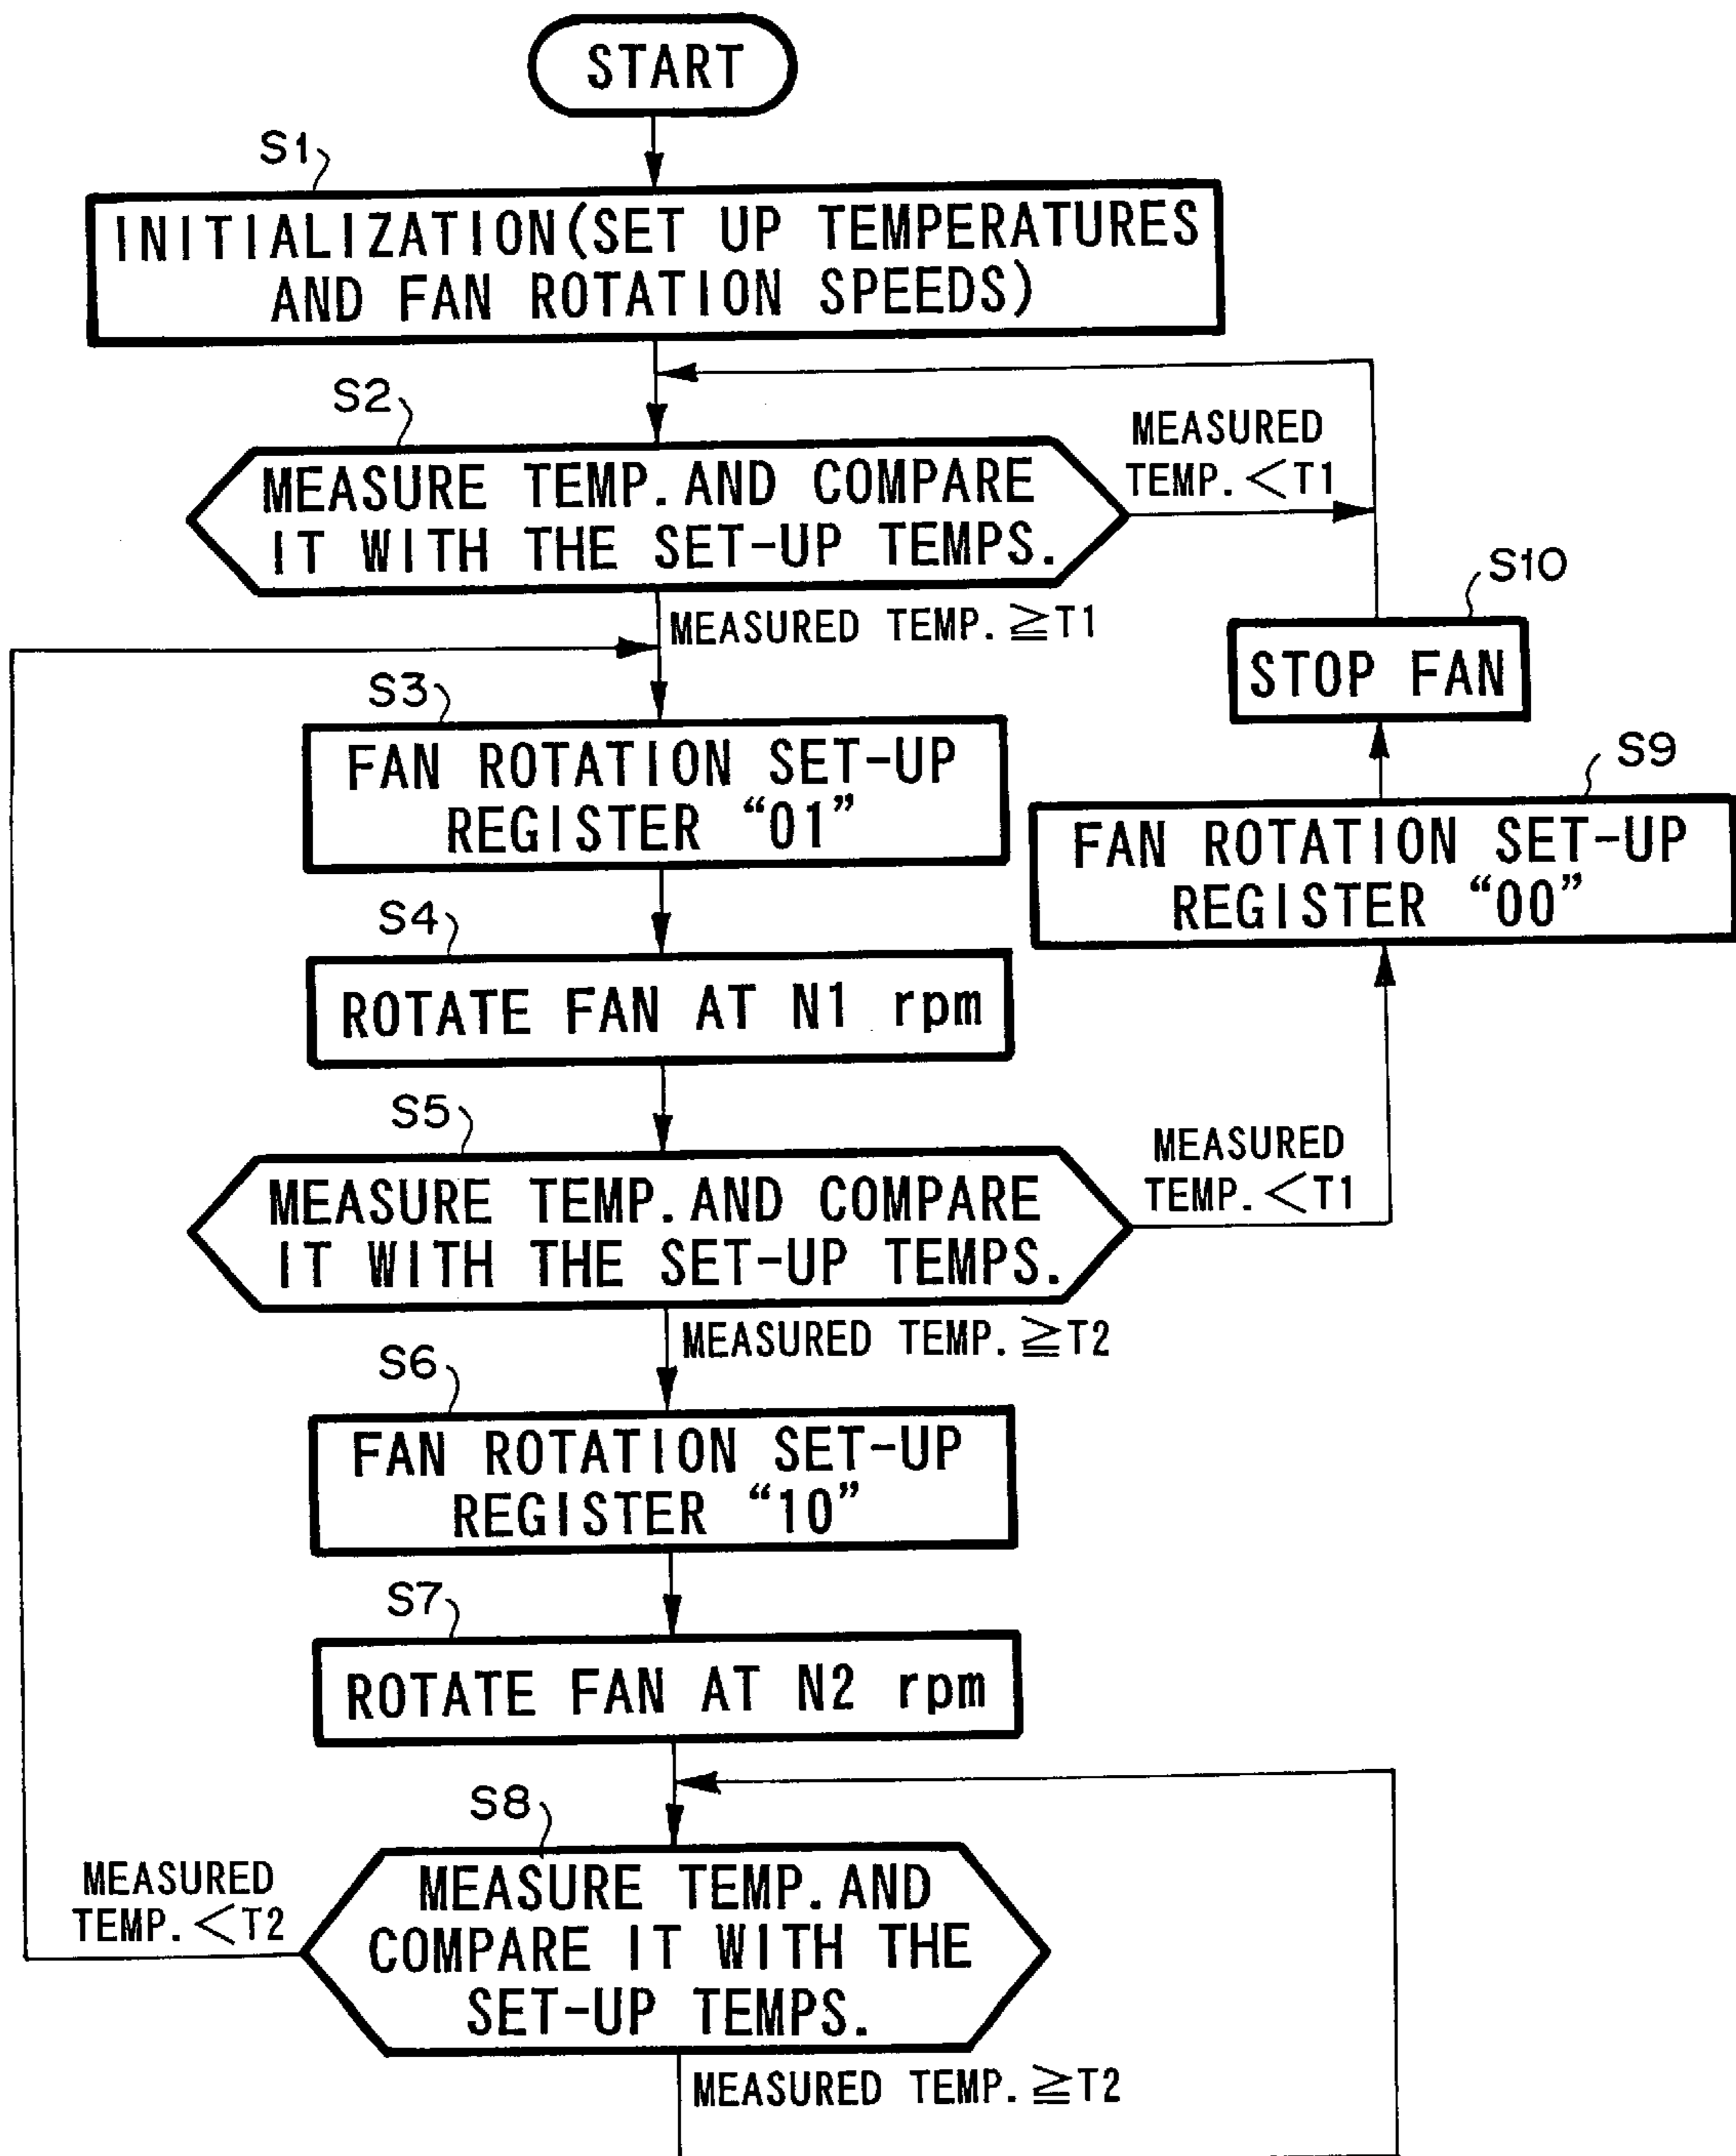 START
S1
INITIALIZATION(SET UP TEMPERATURES
AND FAN ROTATION SPEEDS)
S2
MEASURE TEMP.AND COMPARE
IT WITH THE SET-UP TEMPS.
MEASURED
TEMP.<T1
MEASURED TEMP.≧T1
S10
STOP FAN
S3
FAN ROTATION SET-UP
REGISTER “01”
S9
FAN ROTATION SET-UP
REGISTER “00”
S4
ROTATE FAN AT N1 rpm
S5
MEASURE TEMP.AND COMPARE
IT WITH THE SET-UP TEMPS.
MEASURED
TEMP.<T1
MEASURED TEMP.≧T2
S6
FAN ROTATION SET-UP
REGISTER “10”
S7
ROTATE FAN AT N2 rpm
S8
MEASURE TEMP.AND
COMPARE IT WITH THE
SET-UP TEMPS.
MEASURED
TEMP.<T2
MEASURED TEMP.≧T2